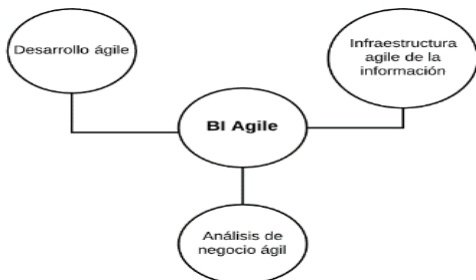 Desarrollo ágile
Infraestructura
agile de la
información
BI Agile
Análisis de
negocio ágil